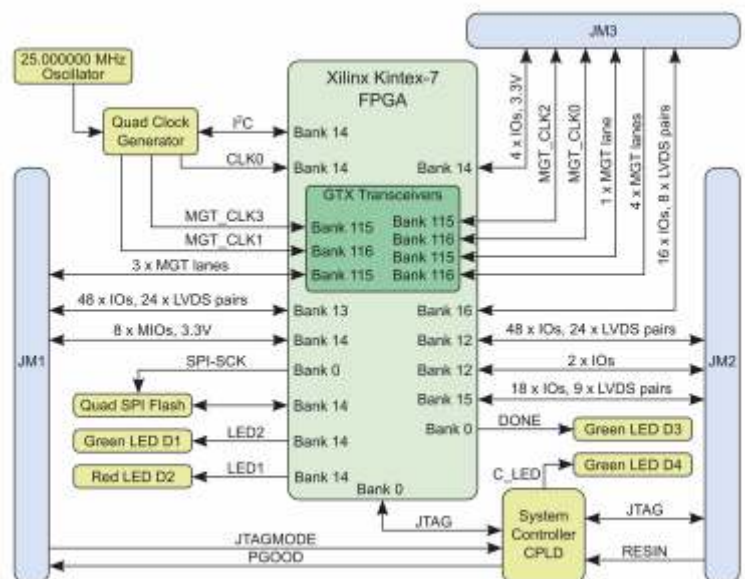 JM3
25.000000 MHz
Oscillator
Xilinx Kintex-7
FPGA
Quad Clock
Generator
I²C
Bank 14
CLK0
Bank 14
Bank 14
4 x IOs, 3.3V
MGT_CLK2
MGT_CLK0
1 x MGT lane
4 x MGT lanes
16 x IOs, 8 x LVDS pairs
GTX Transceivers
MGT_CLK3
Bank 115
Bank 115
MGT_CLK1
Bank 116
Bank 116
Bank 115
3 x MGT lanes
Bank 115
Bank 116
48 x IOs, 24 x LVDS pairs
Bank 13
Bank 16
8 x MIOs, 3.3V
Bank 14
Bank 12
48 x IOs, 24 x LVDS pairs
JM1
SPI-SCK
Bank 0
Bank 12
2 x IOs
JM2
Quad SPI Flash
Bank 14
Bank 15
18 x IOs, 9 x LVDS pairs
Green LED D1
LED2
Bank 14
Bank 0
DONE
Green LED D3
Red LED D2
LED1
Bank 14
C_LED
Green LED D4
Bank 0
JTAG
System
Controller
CPLD
JTAG
JTAGMODE
PGOOD
RESIN